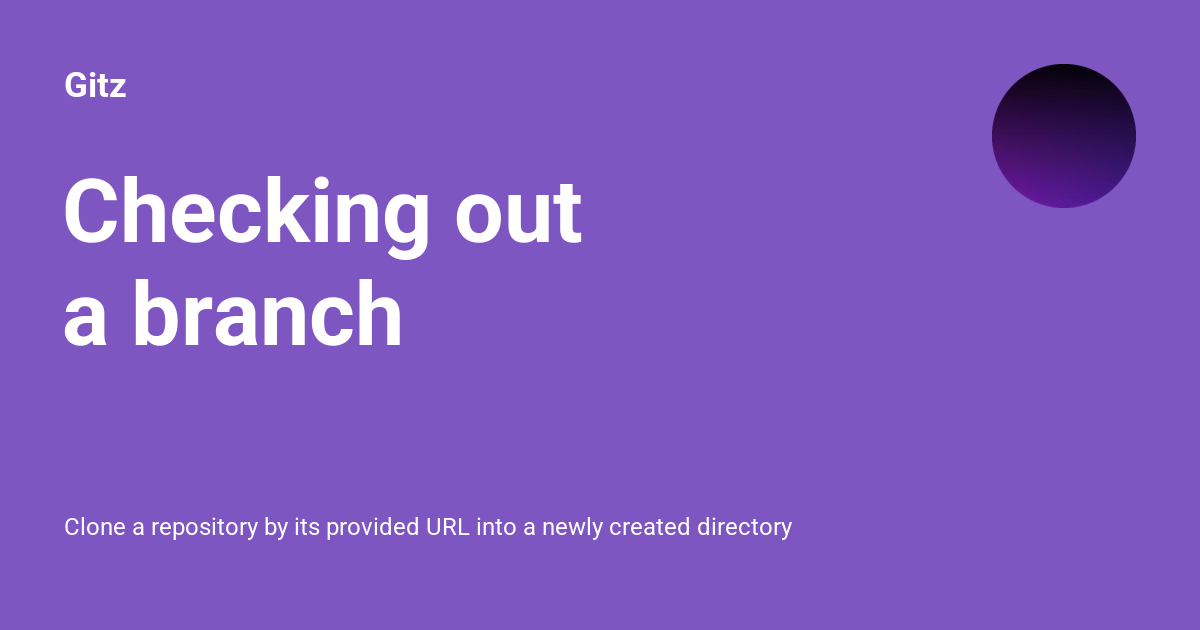 Gitz
Checking out
a branch
Clone a repository by its provided URL into a newly created directory